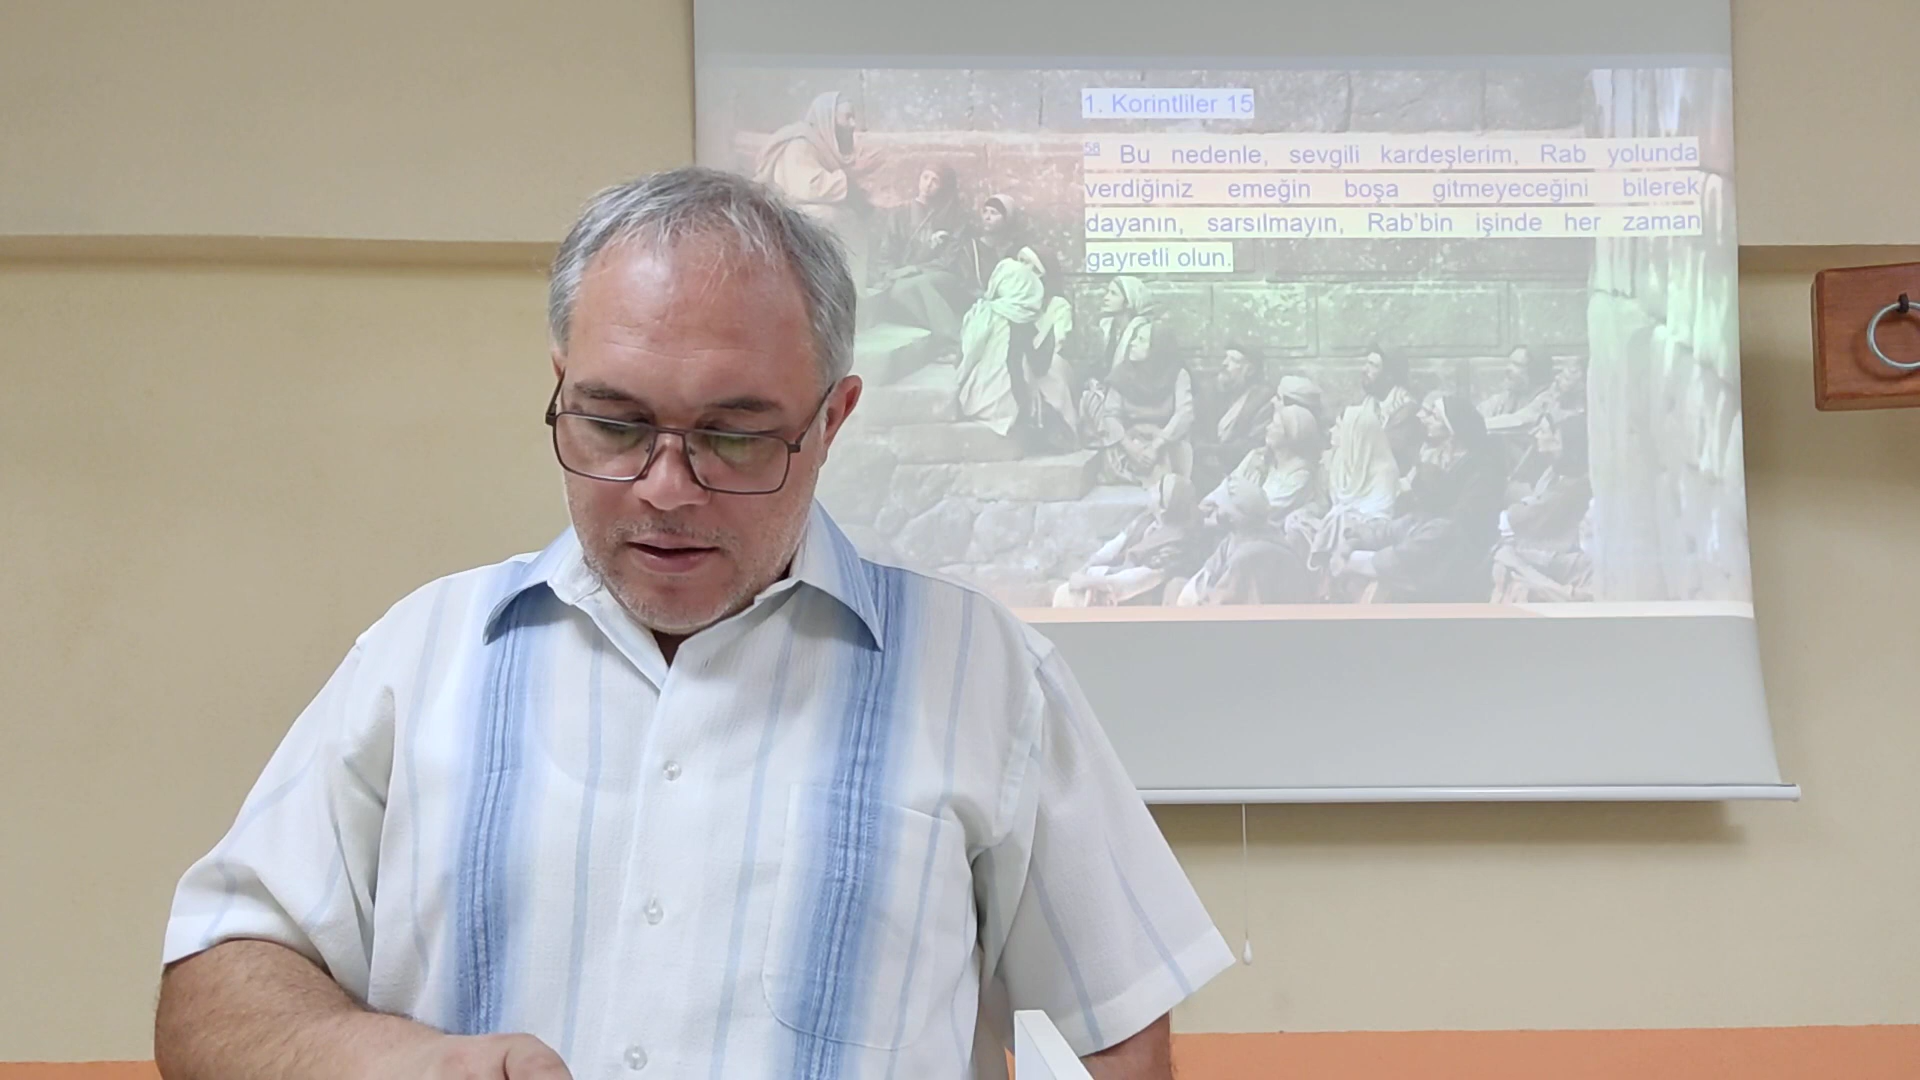 1. Korintliler 15
58 Bu nedenle, sevgili kardeşlerim, Rab yolunda
verdiğiniz emeğin boşa gitmeyeceğini bilerek
dayanın, sarsılmayın, Rab'bin işinde her zaman
gayretli olun.